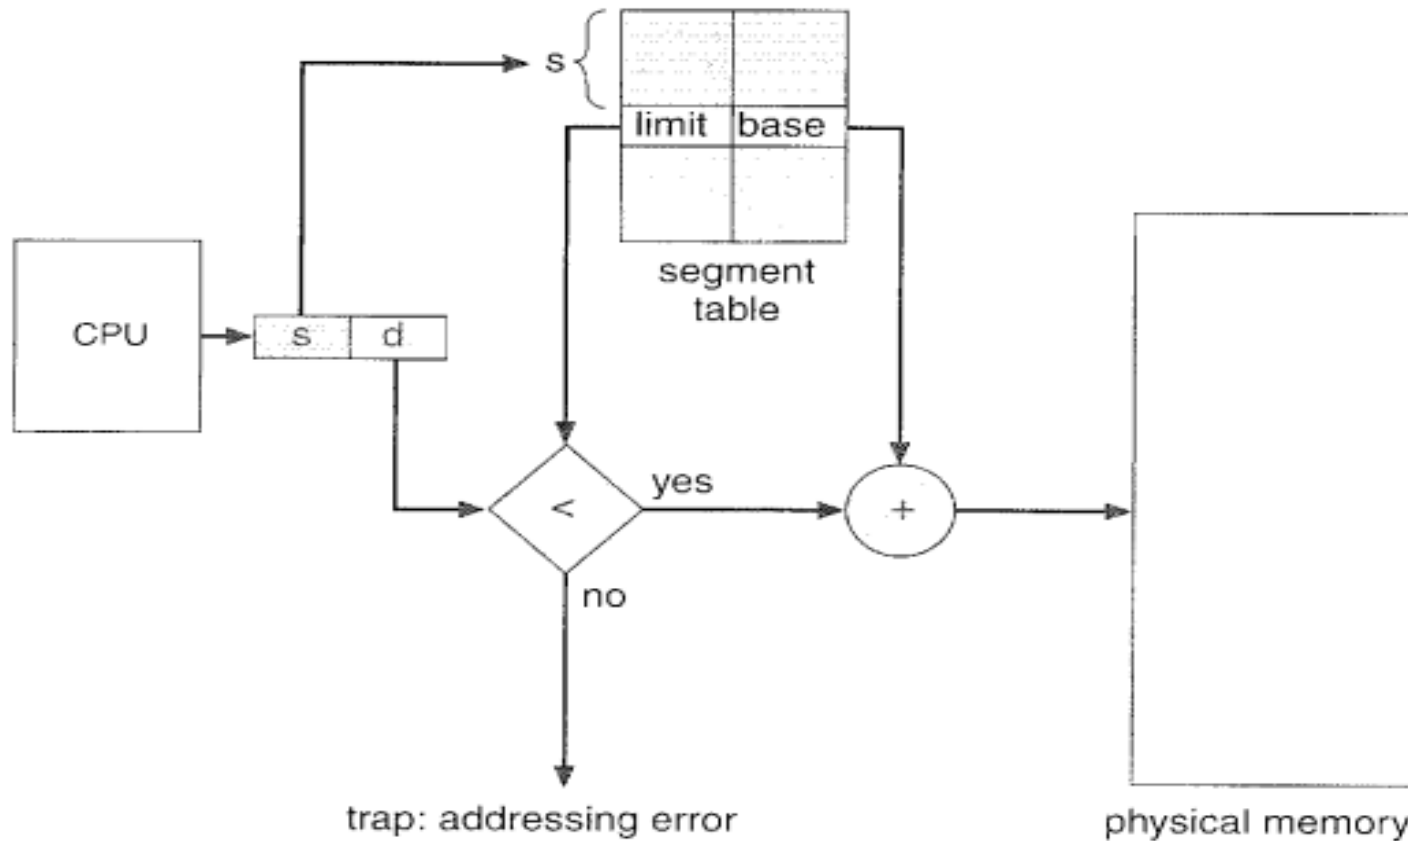 s
limit base
segment
table
CPU
s d
<
yes
+
no
trap: addressing error
physical memory